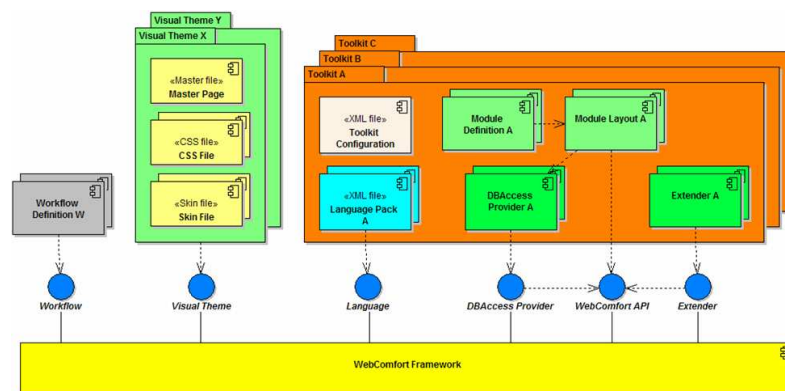 Visual Theme Y
Visual Theme X
«Master file»
Master Page
«CSS file»
CSS File
«Skin file»
Skin File
Toolkit C
Toolkit B
Toolkit A
«XML file»
Toolkit
Configuration
Module
Definition A
Module Layout A
«XML file»
Language Pack
A
DBAccess
Provider A
Extender A
Workflow
Definition W
Workflow
Visual Theme
Language
DBAccess Provider
WebComfort API
Extender
WebComfort Framework